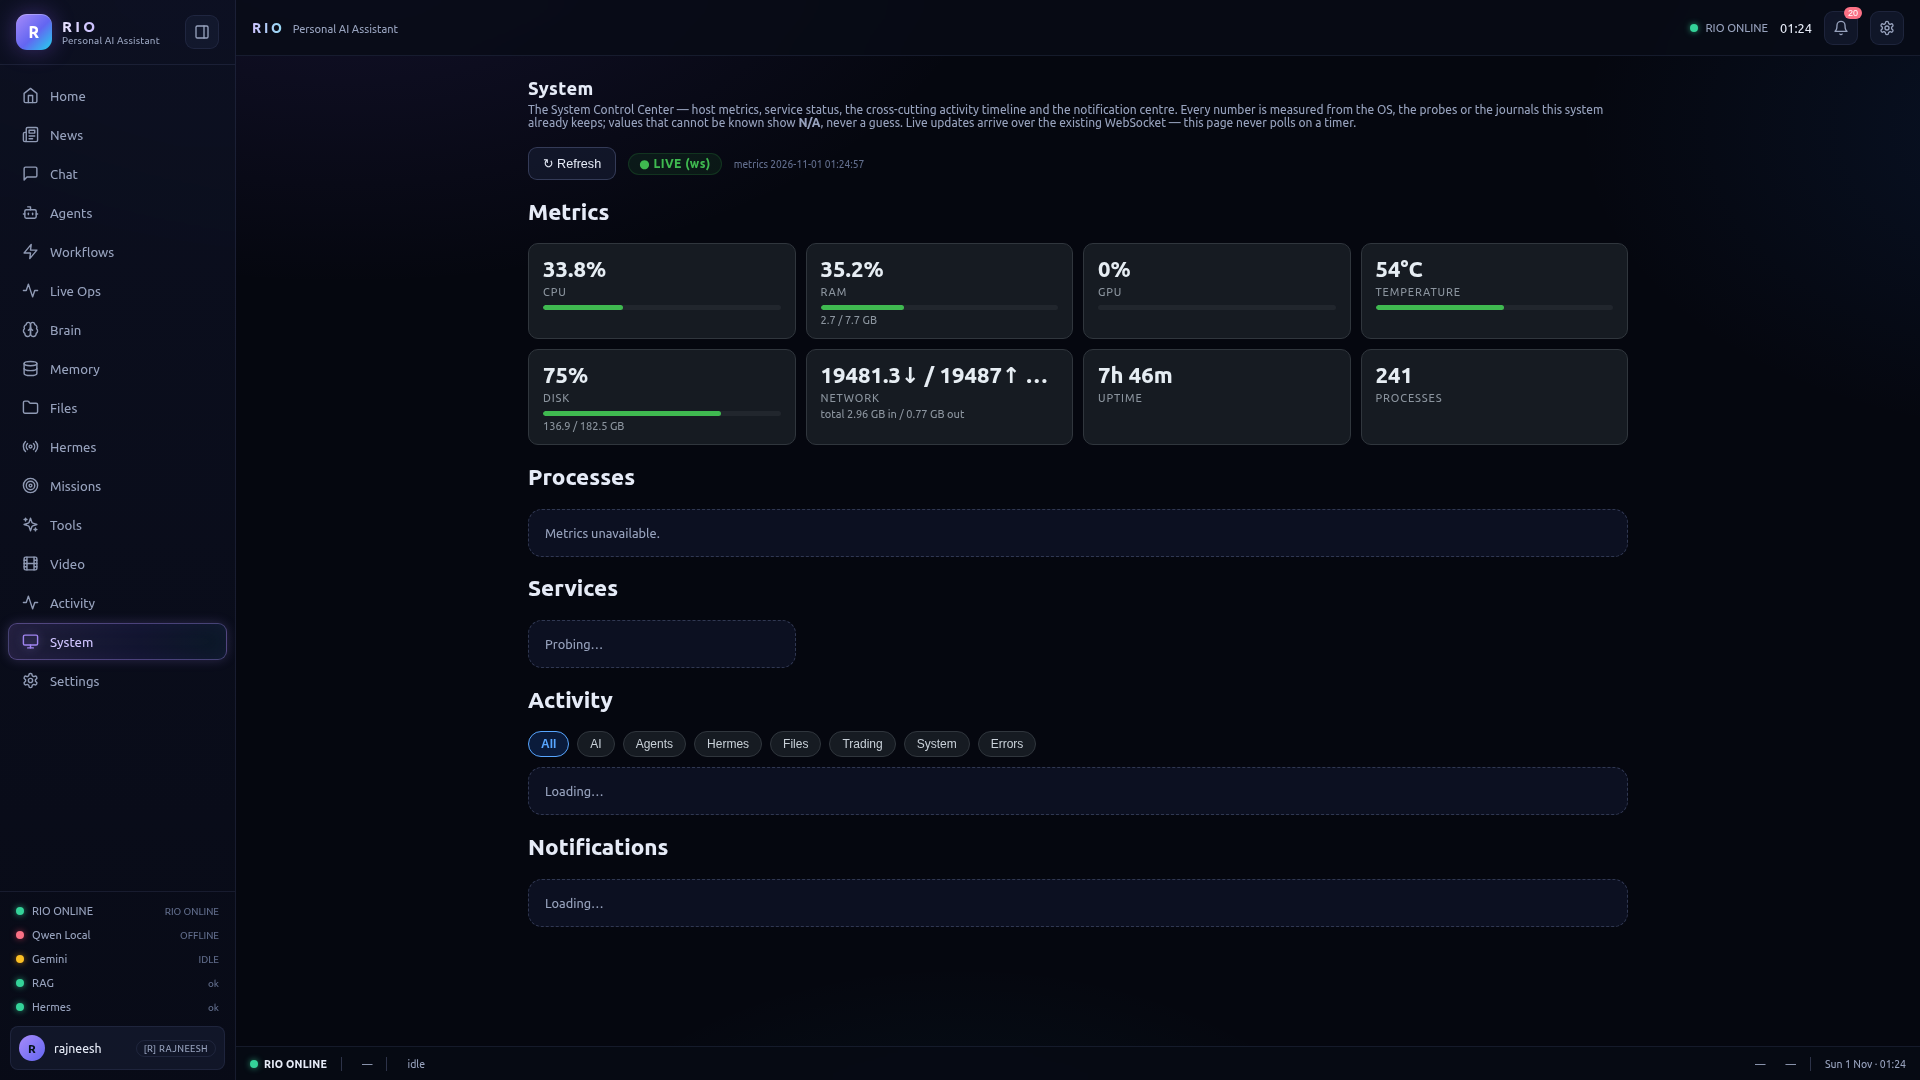 R
RIO
Personal AI Assistant
Home
News
Chat
Agents
Workflows
Live Ops
Brain
Memory
Files
Hermes
Missions
Tools
Video
Activity
System
Settings
RIO ONLINE RIO ONLINE
Qwen Local OFFLINE
Gemini IDLE
RAG ok
Hermes ok
R rajneesh [R] RAJNEESH
RIO Personal AI Assistant
RIO ONLINE 01:24 20
System
The System Control Center — host metrics, service status, the cross-cutting activity timeline and the notification centre. Every number is measured from the OS, the probes or the journals this system
already keeps; values that cannot be known show N/A, never a guess. Live updates arrive over the existing WebSocket — this page never polls on a timer.
↻ Refresh LIVE (ws) metrics 2026-11-01 01:24:57
Metrics
33.8%
CPU
35.2%
RAM
2.7 / 7.7 GB
0%
GPU
54°C
TEMPERATURE
75%
DISK
136.9 / 182.5 GB
19481.3↓ / 19487↑ …
NETWORK
total 2.96 GB in / 0.77 GB out
7h 46m
UPTIME
241
PROCESSES
Processes
Metrics unavailable.
Services
Probing…
Activity
All AI Agents Hermes Files Trading System Errors
Loading…
Notifications
Loading…
RIO ONLINE — idle
— — Sun 1 Nov · 01:24